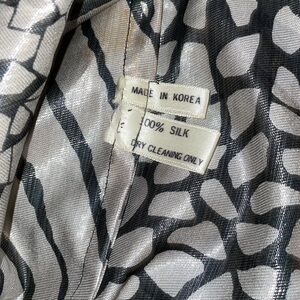 MADE IN KOREA
100% SILK
DRY CLEANING ONLY